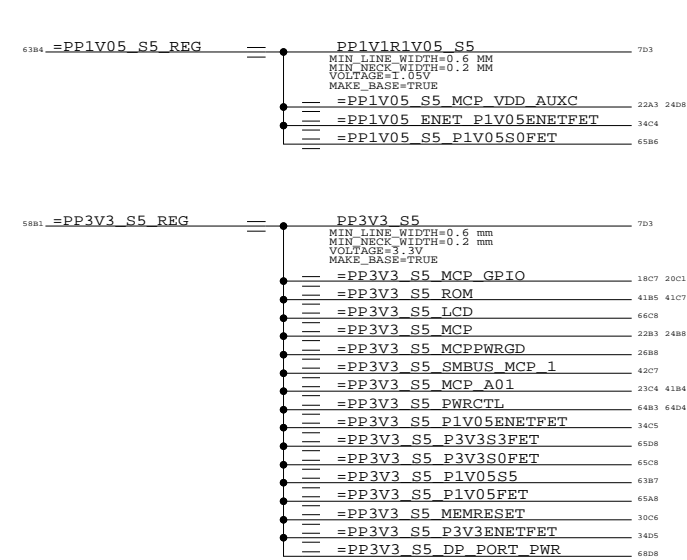 63B4 =PP1V05_S5_REG PP1V1R1V05_S5 7D3
MIN_LINE_WIDTH=0.6 MM
MIN_NECK_WIDTH=0.2 MM
VOLTAGE=1.05V
MAKE_BASE=TRUE
=PP1V05_S5_MCP_VDD_AUXC 22A3 24D8
=PP1V05_ENET_P1V05ENETFET 34C4
=PP1V05_S5_P1V05S0FET 65B6
58B1 =PP3V3_S5_REG PP3V3_S5 7D3
MIN_LINE_WIDTH=0.6 mm
MIN_NECK_WIDTH=0.2 mm
VOLTAGE=3.3V
MAKE_BASE=TRUE
=PP3V3_S5_MCP_GPIO 18C7 20C1
=PP3V3_S5_ROM 41B5 41C7
=PP3V3_S5_LCD 66C8
=PP3V3_S5_MCP 22B3 24B8
=PP3V3_S5_MCPPWRGD 26B8
=PP3V3_S5_SMBUS_MCP_1 42C7
=PP3V3_S5_MCP_A01 23C4 41B4
=PP3V3_S5_PWRCTL 64B3 64D4
=PP3V3_S5_P1V05ENETFET 34C5
=PP3V3_S5_P3V3S3FET 65D8
=PP3V3_S5_P3V3S0FET 65C8
=PP3V3_S5_P1V05S5 63B7
=PP3V3_S5_P1V05FET 65A8
=PP3V3_S5_MEMRESET 30C6
=PP3V3_S5_P3V3ENETFET 34D5
=PP3V3_S5_DP_PORT_PWR 68D8